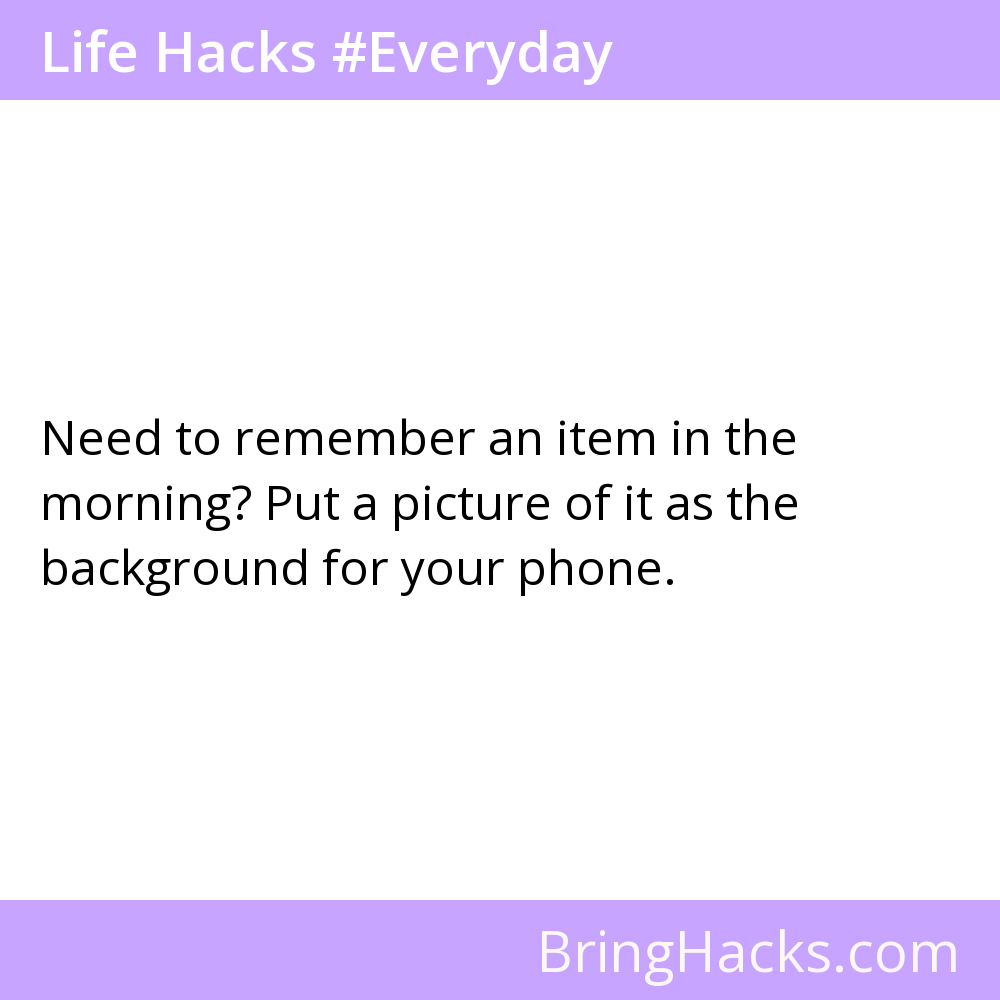 Life Hacks #Everyday
Need to remember an item in the
morning? Put a picture of it as the
background for your phone.
BringHacks.com